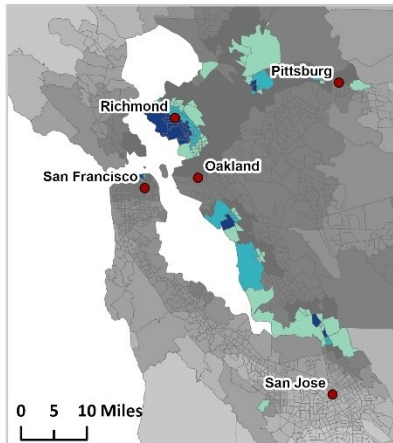 Pittsburg
Richmond
Oakland
San Francisco
San Jose
0 5 10 Miles